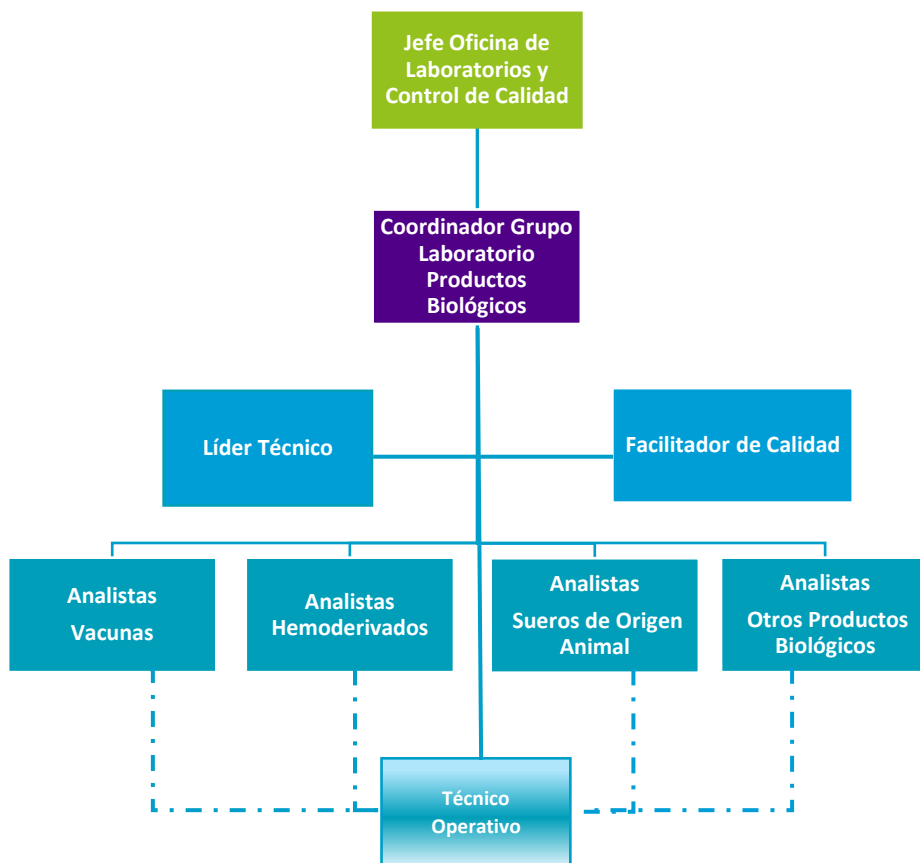 Jefe Oficina de
Laboratorios y
Control de Calidad
Coordinador Grupo
Laboratorio
Productos
Biológicos
Líder Técnico
Facilitador de Calidad
Analistas
Vacunas
Analistas
Hemoderivados
Analistas
Sueros de Origen
Animal
Analistas
Otros Productos
Biológicos
Técnico
Operativo